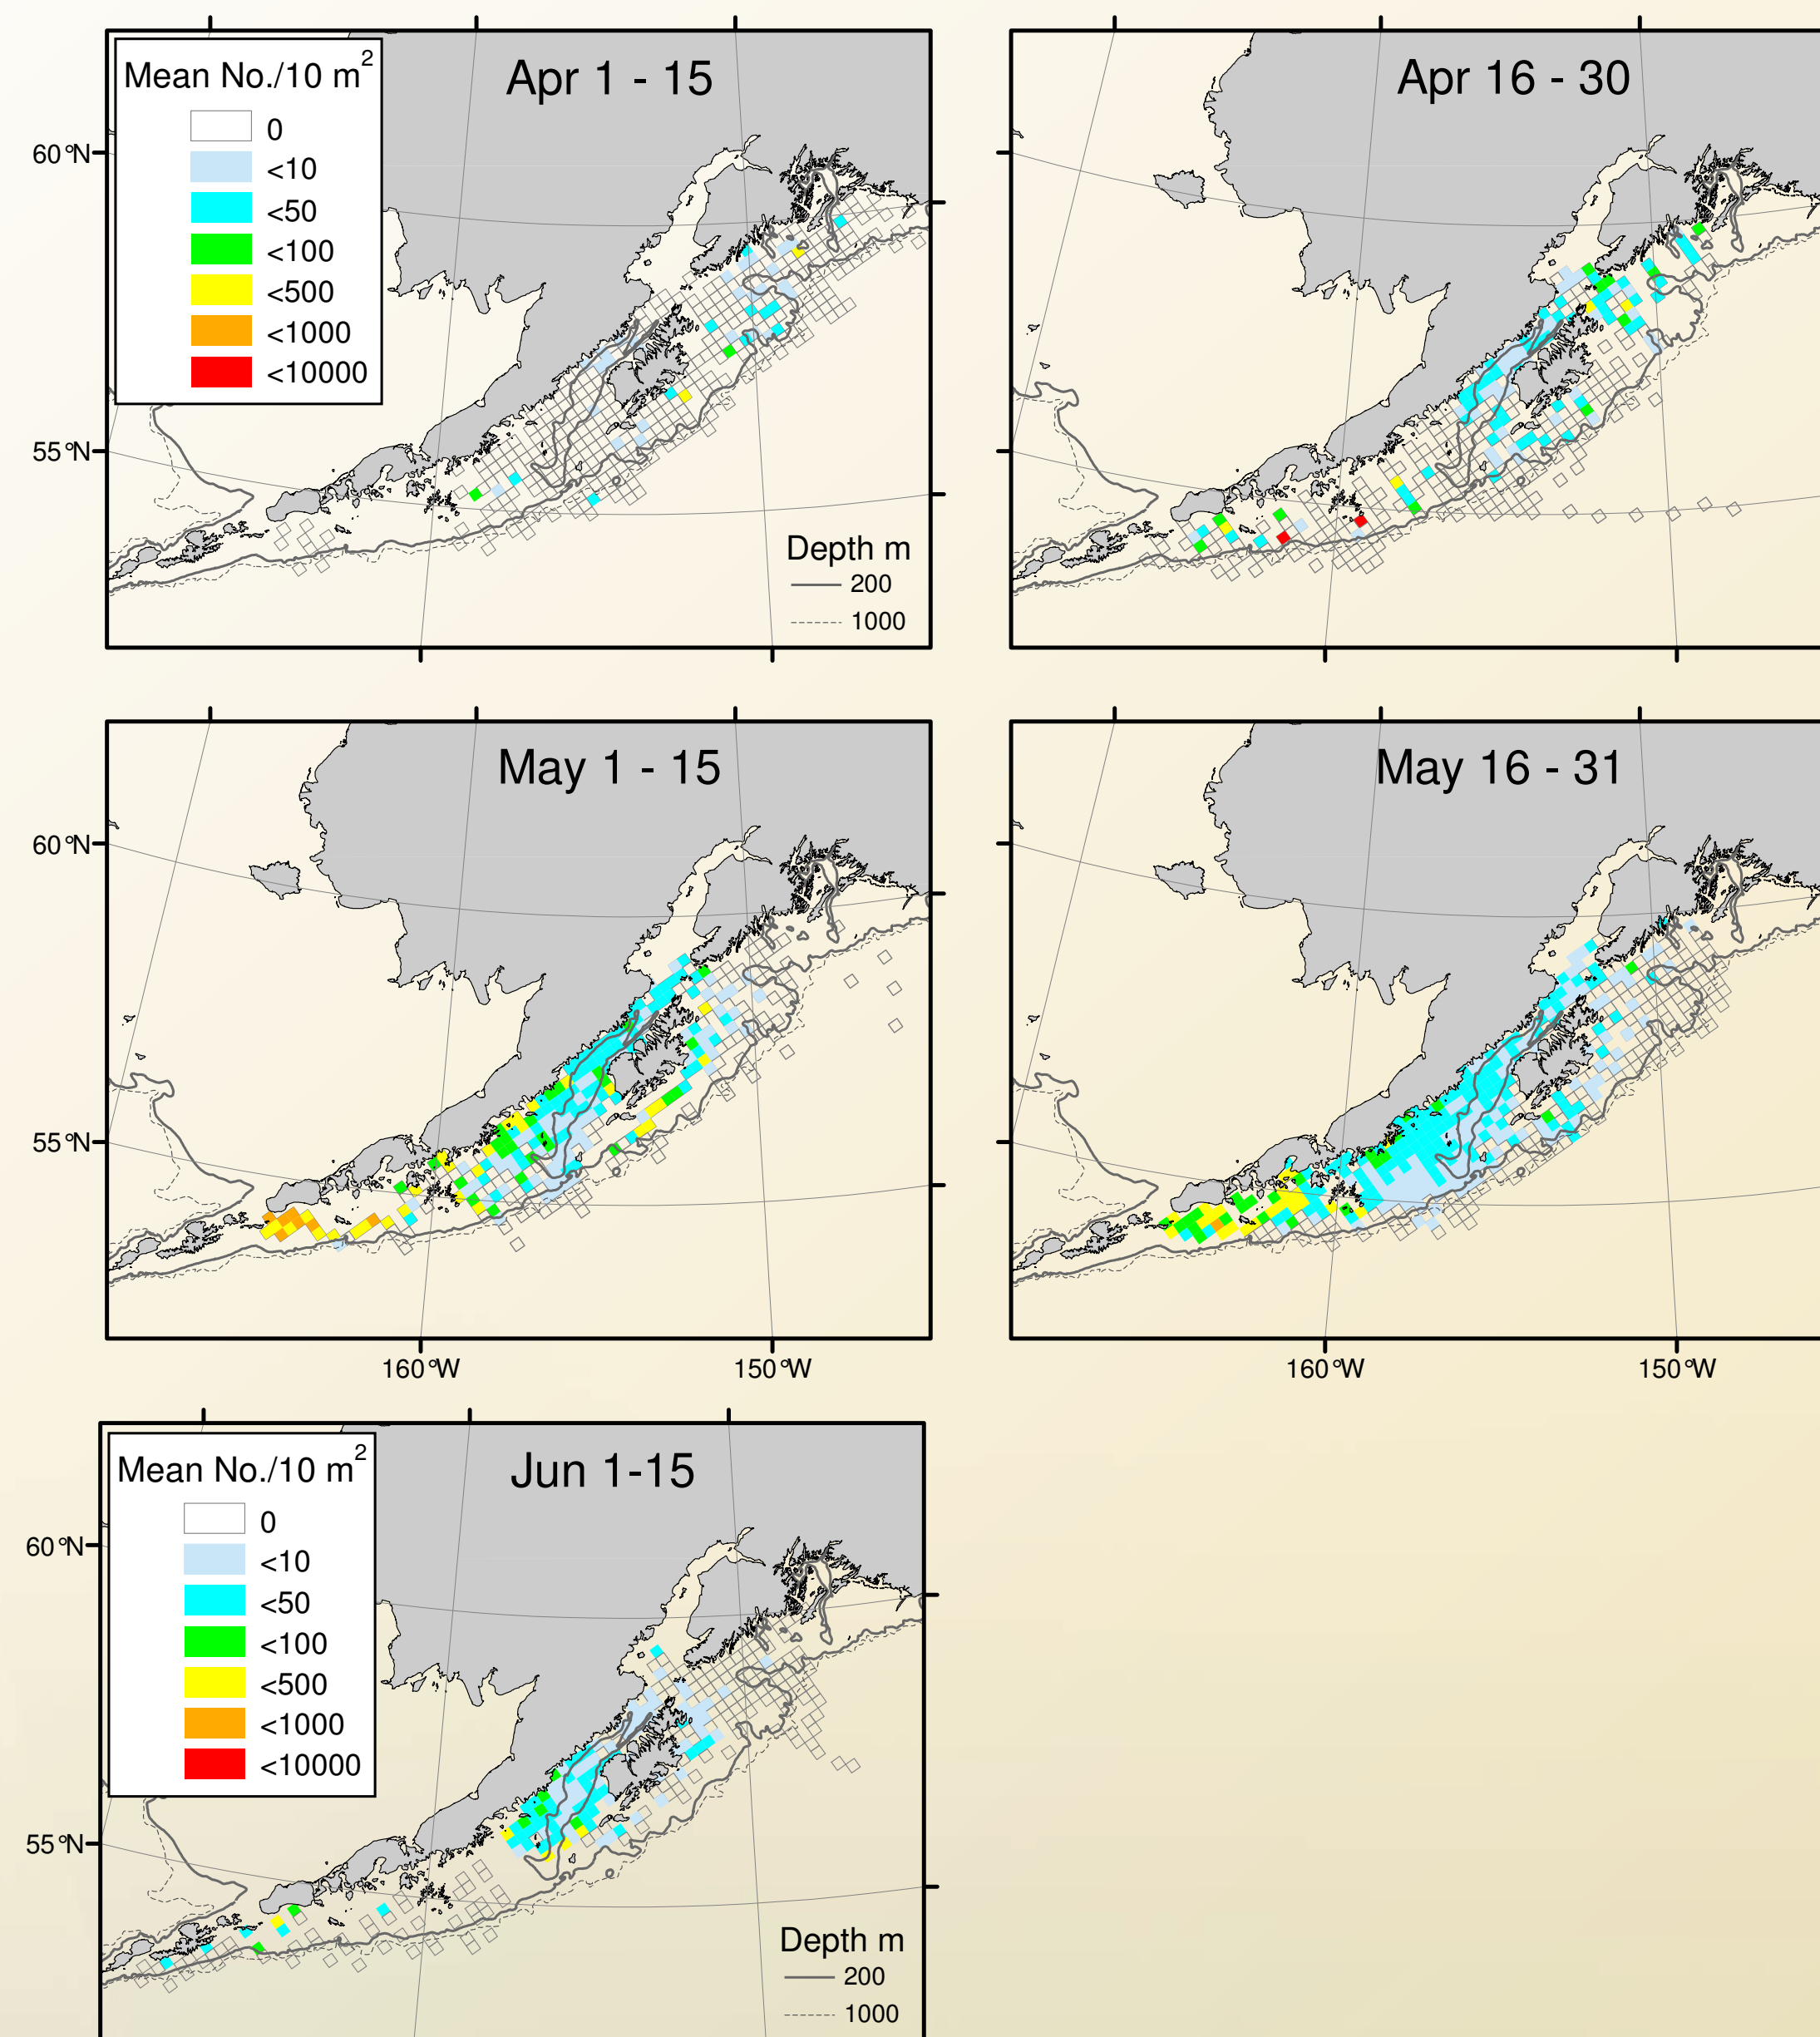 Apr 1 - 15
Mean No./10 m²
0
<10
<50
<100
<500
<1000
<10000
60°N
55°N
Depth m
200
1000
Apr 16 - 30
May 1 - 15
60°N
55°N
160°W
150°W
May 16 - 31
160°W
150°W
Jun 1-15
Mean No./10 m²
0
<10
<50
<100
<500
<1000
<10000
60°N
55°N
Depth m
200
1000